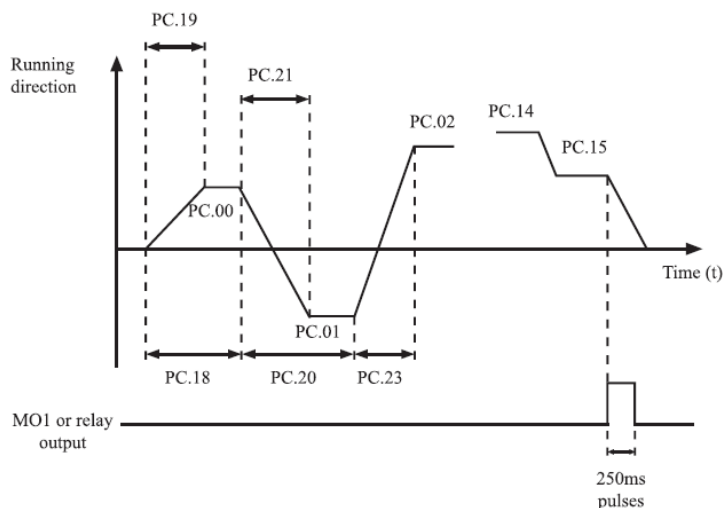 PC.19
Running
direction
PC.21
PC.02
PC.14
PC.15
PC.00
Time (t)
PC.01
PC.18
PC.20
PC.23
MO1 or relay
output
250ms
pulses